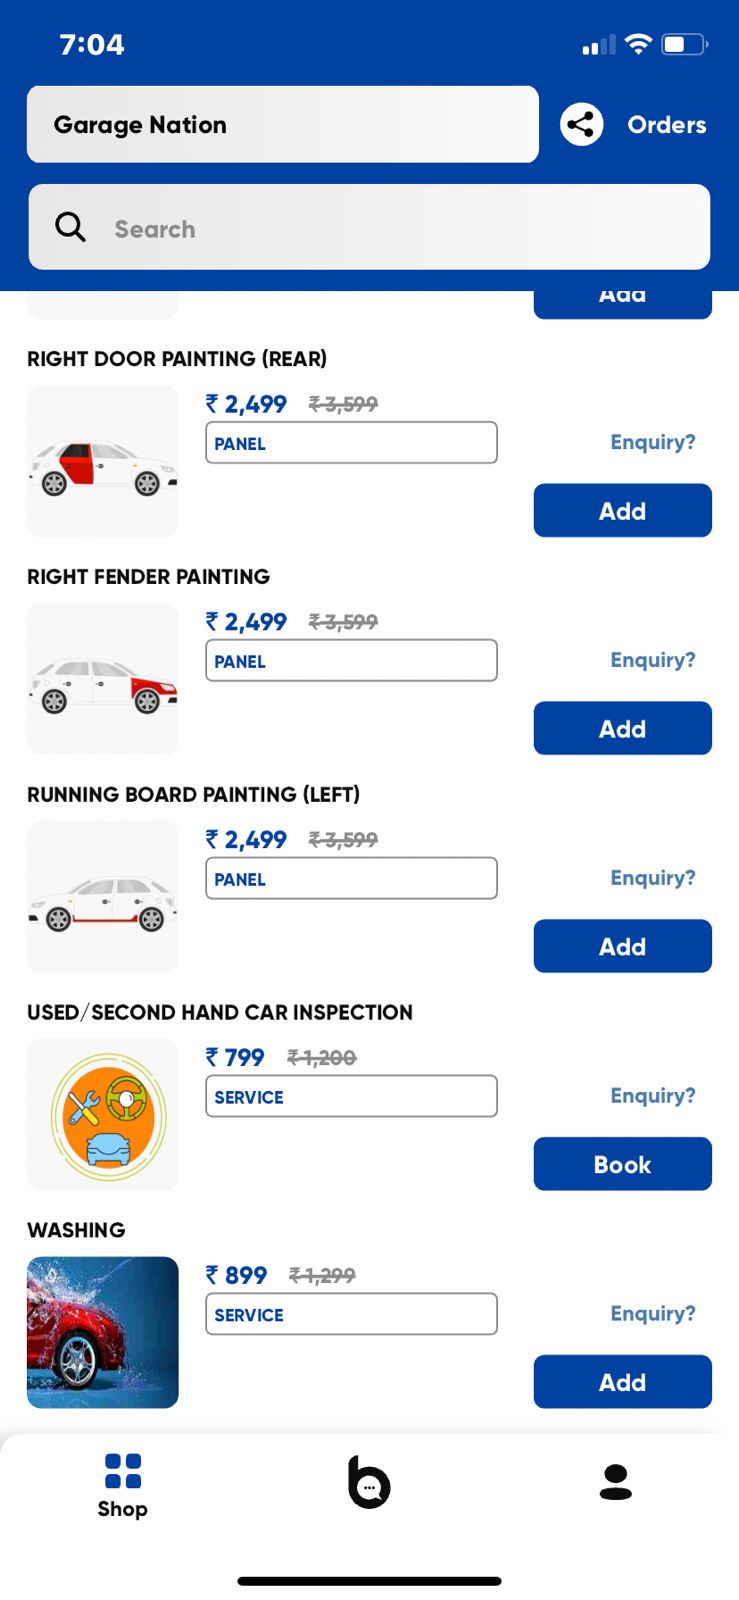 7:04
Garage Nation
Orders
Search
Add
RIGHT DOOR PAINTING (REAR)
₹ 2,499 ₹ 3,599
PANEL
Enquiry?
Add
RIGHT FENDER PAINTING
₹ 2,499 ₹ 3,599
PANEL
Enquiry?
Add
RUNNING BOARD PAINTING (LEFT)
₹ 2,499 ₹ 3,599
PANEL
Enquiry?
Add
USED/SECOND HAND CAR INSPECTION
₹ 799 ₹ 1,200
SERVICE
Enquiry?
Book
WASHING
₹ 899 ₹ 1,299
SERVICE
Enquiry?
Add
Shop